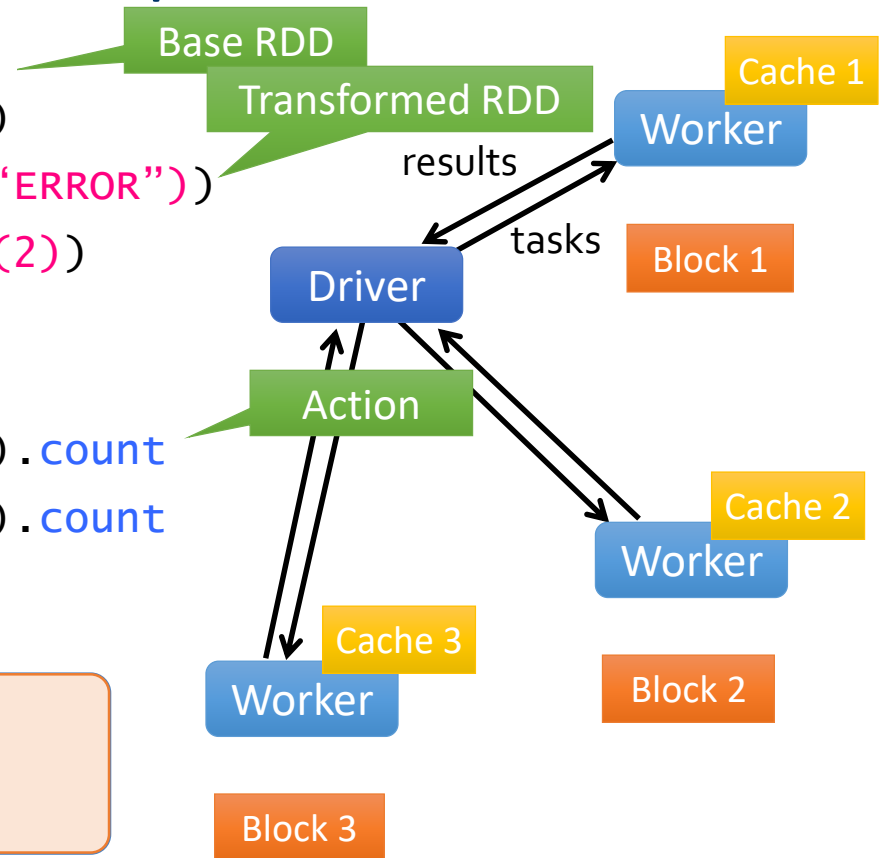 Base RDD
Cache 1
Transformed RDD
)
Worker
results
“ERROR”))
tasks
(2))
Block 1
Driver
Action
).count
Cache 2
).count
Worker
Cache 3
Block 2
Worker
Block 3